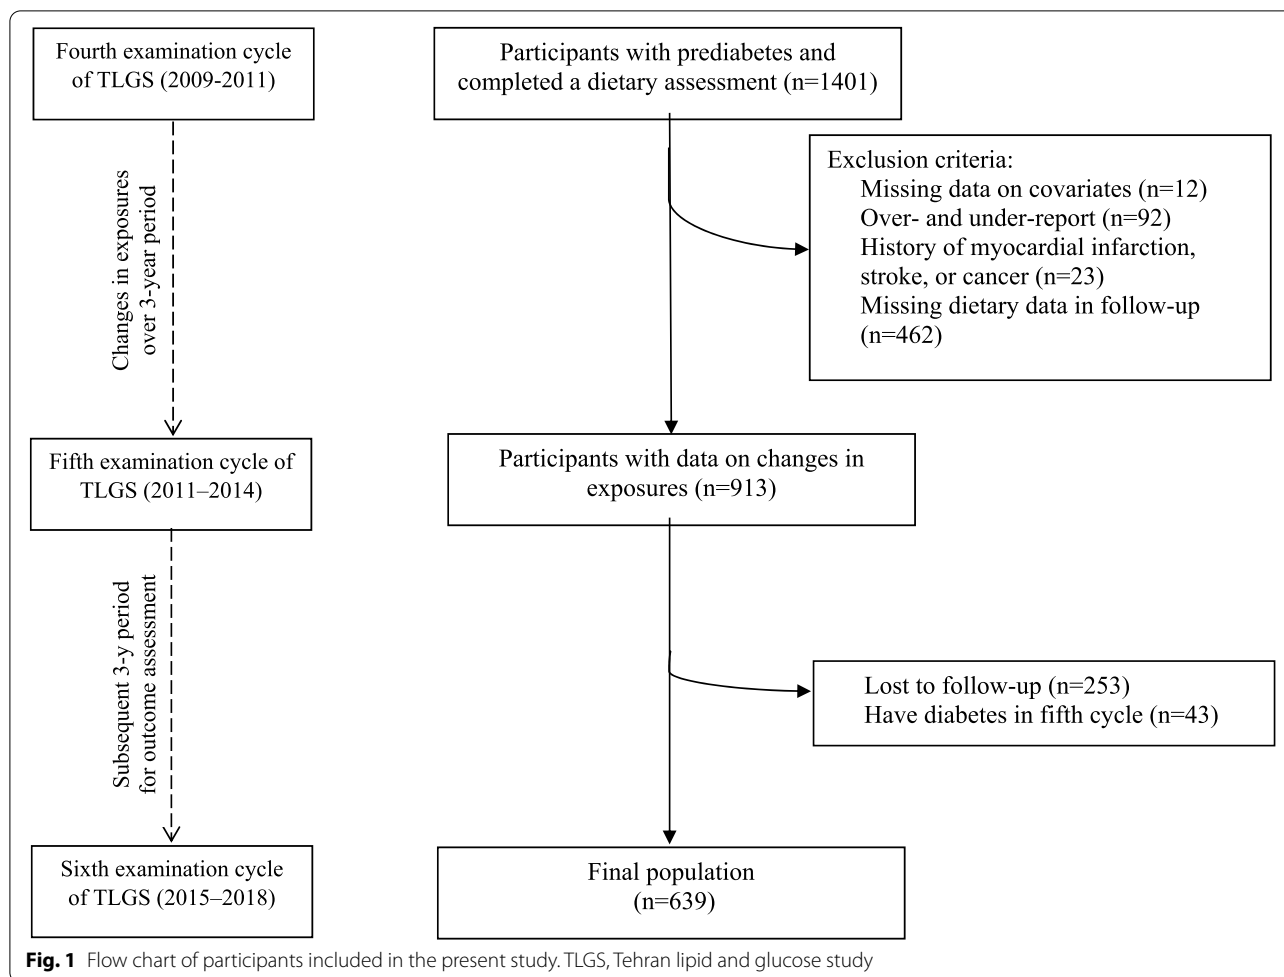 Fourth examination cycle
of TLGS (2009-2011)
Participants with prediabetes and
completed a dietary assessment (n=1401)
Exclusion criteria:
Missing data on covariates (n=12)
Over- and under-report (n=92)
History of myocardial infarction,
stroke, or cancer (n=23)
Missing dietary data in follow-up
(n=462)
Changes in exposures
over 3-year period
Fifth examination cycle of
TLGS (2011–2014)
Participants with data on changes in
exposures (n=913)
Subsequent 3-y period
for outcome assessment
Lost to follow-up (n=253)
Have diabetes in fifth cycle (n=43)
Sixth examination cycle
of TLGS (2015–2018)
Final population
(n=639)
Fig. 1 Flow chart of participants included in the present study. TLGS, Tehran lipid and glucose study